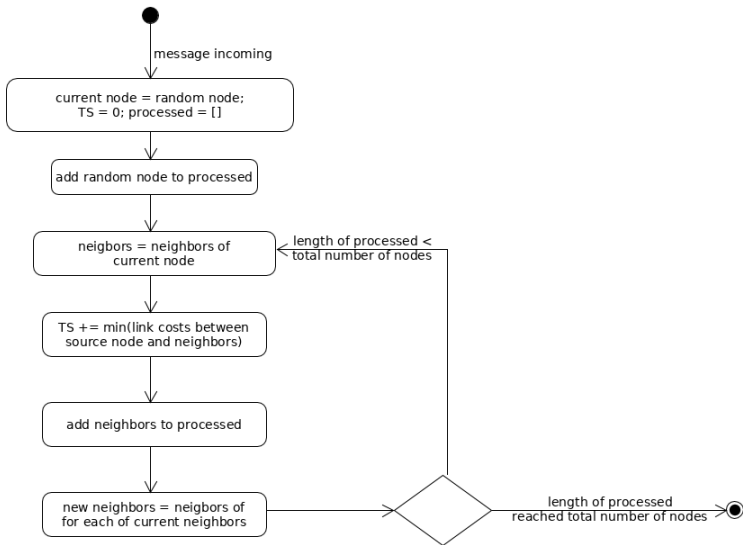 message incoming
current node = random node;
TS = 0; processed = []
add random node to processed
neigbors = neighbors of
current node
length of processed <
total number of nodes
TS += min(link costs between
source node and neighbors)
add neighbors to processed
new neighbors = neigbors of
for each of current neighbors
length of processed
reached total number of nodes